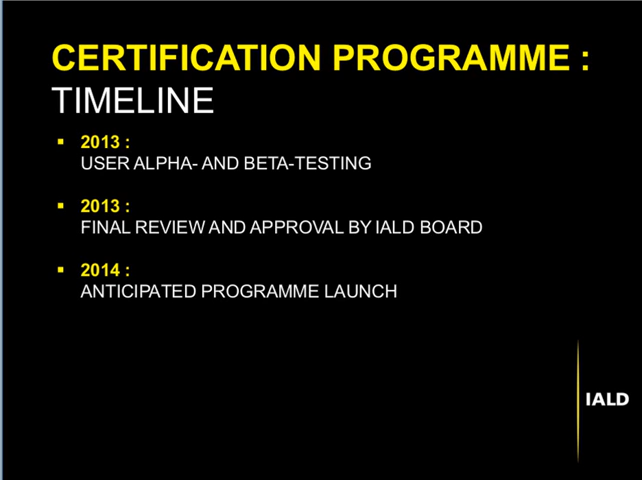 CERTIFICATION PROGRAMME :
TIMELINE
▪ 2013 :
USER ALPHA- AND BETA-TESTING
▪ 2013 :
FINAL REVIEW AND APPROVAL BY IALD BOARD
▪ 2014 :
ANTICIPATED PROGRAMME LAUNCH
IALD